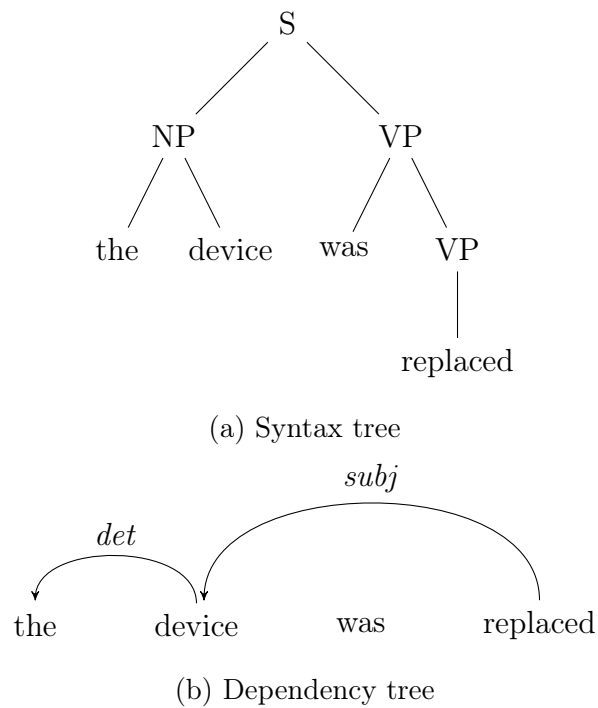 S
NP VP
the device was VP
replaced
(a) Syntax tree
subj
det
the device was replaced
(b) Dependency tree